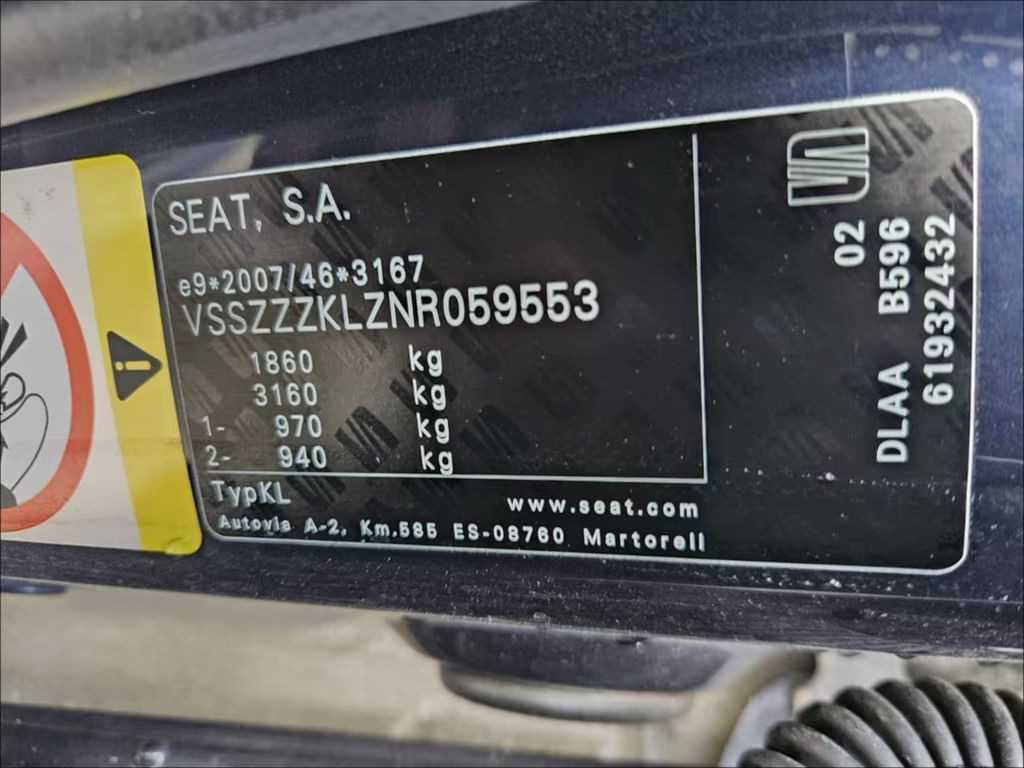 SEAT, S.A.
e9*2007/46*3167
VSSZZZKLZNR059553
1860 kg
3160 kg
1- 970 kg
2- 940 kg
TypKL
www.seat.com
Autovia A-2, Km.585 ES-08760 Martorell
02
DLAA B596
61932432